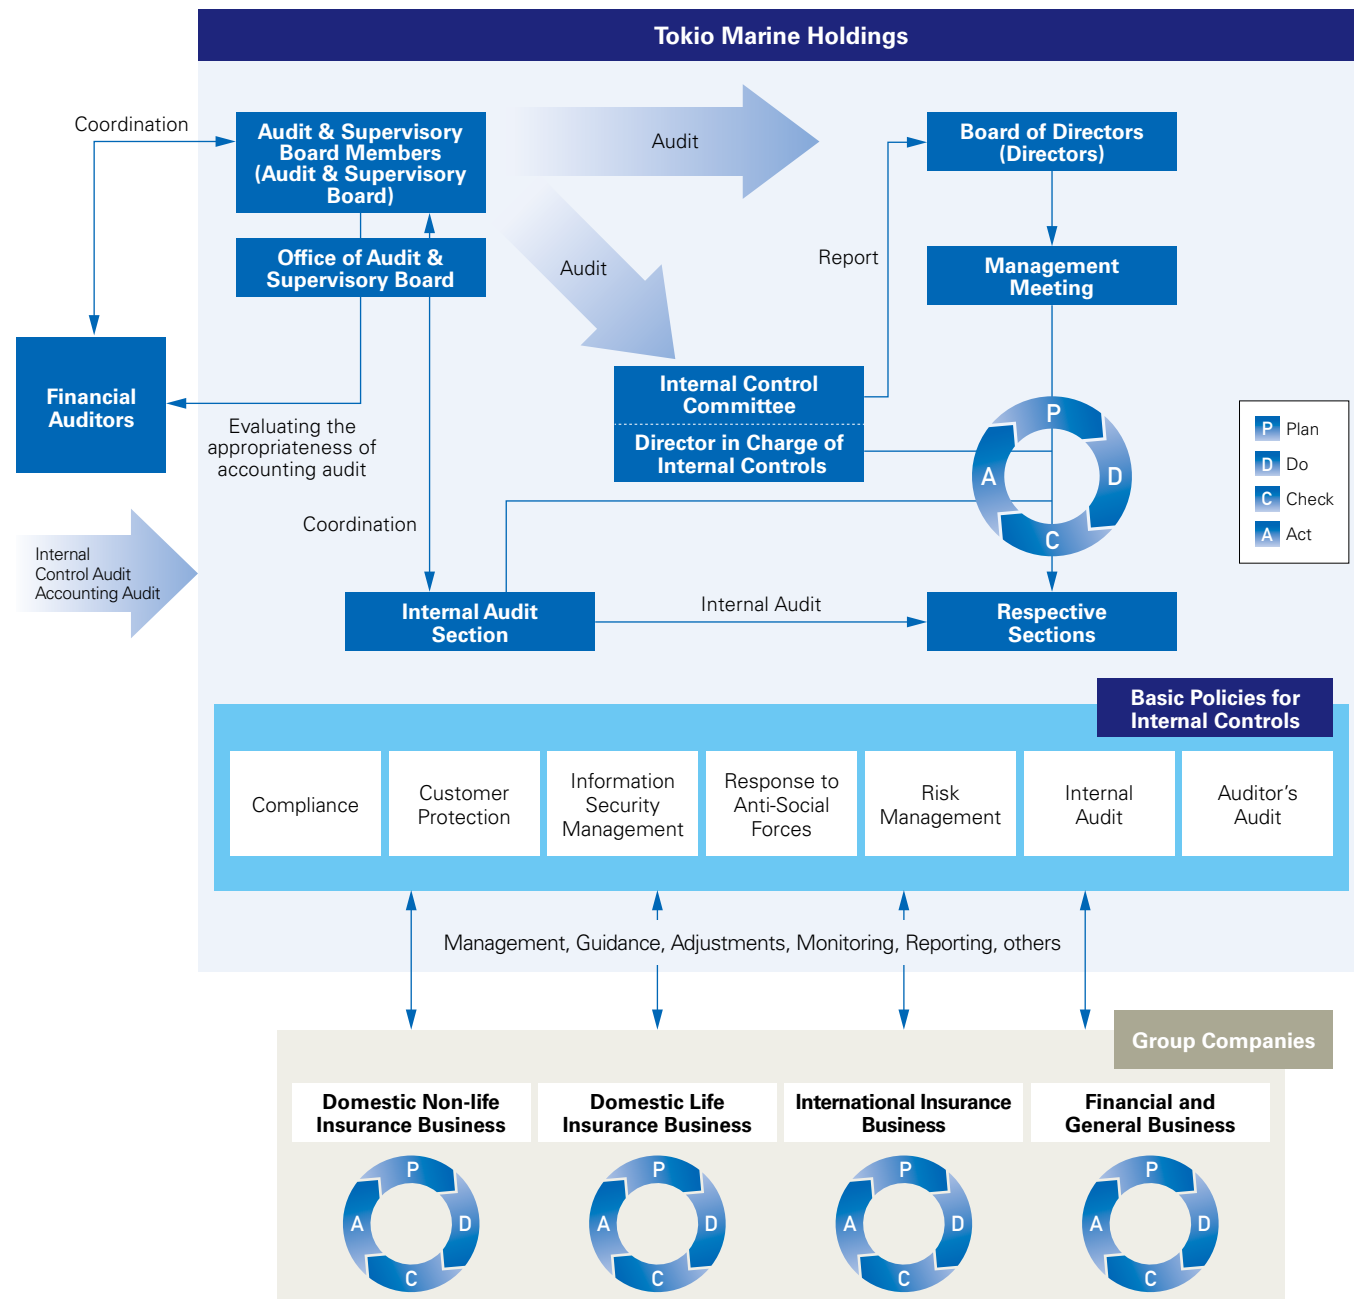 Tokio Marine Holdings
Coordination
Audit & Supervisory
Board Members
(Audit & Supervisory
Board)
Audit
Board of Directors
(Directors)
Office of Audit &
Supervisory Board
Audit
Report
Management
Meeting
Financial
Auditors
Internal Control
Committee
Director in Charge of
Internal Controls
Evaluating the
appropriateness of
accounting audit
P
D
C
A
P Plan
D Do
C Check
A Act
Coordination
Internal
Control Audit
Accounting Audit
Internal Audit
Section
Internal Audit
Respective
Sections
Basic Policies for
Internal Controls
Compliance
Customer
Protection
Information
Security
Management
Response to
Anti-Social
Forces
Risk
Management
Internal
Audit
Auditor’s
Audit
Management, Guidance, Adjustments, Monitoring, Reporting, others
Group Companies
Domestic Non-life
Insurance Business
Domestic Life
Insurance Business
International Insurance
Business
Financial and
General Business
P
D
C
A
P
D
C
A
P
D
C
A
P
D
C
A